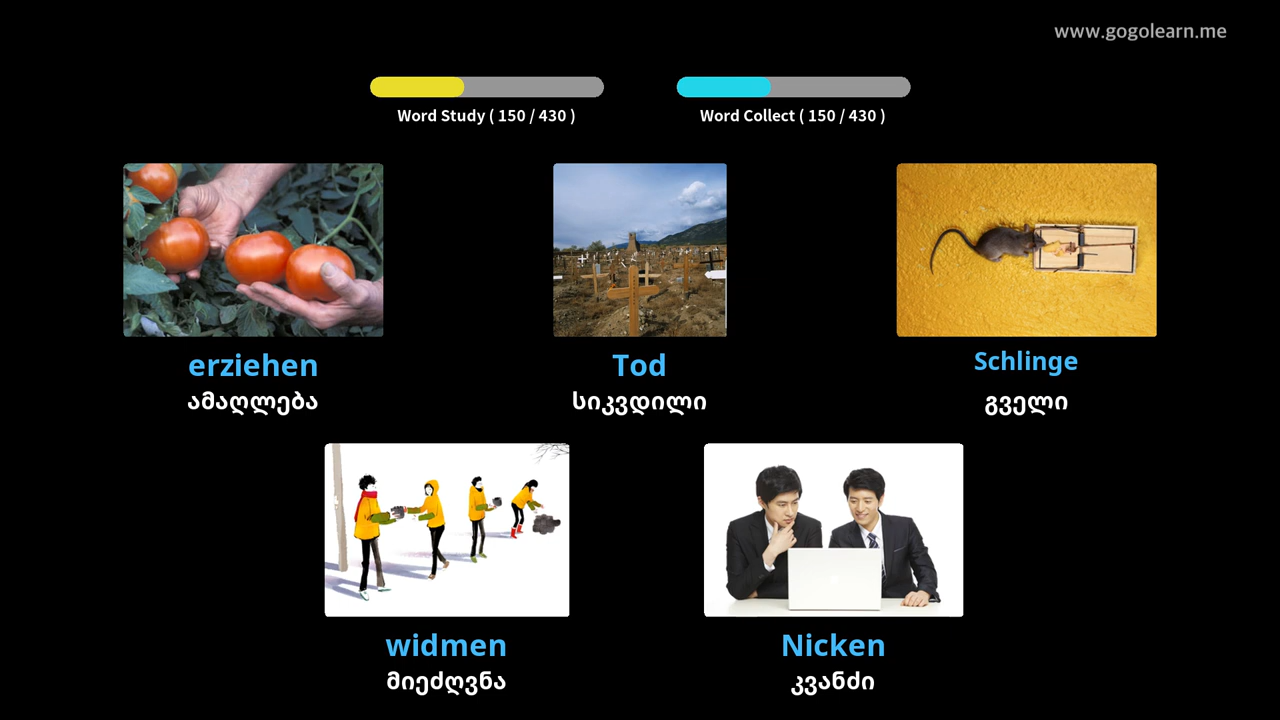 www.gogolearn.me
Word Study ( 150 / 430 )
Word Collect ( 150 / 430 )
erziehen
ამაღლება
Tod
სიკვდილი
Schlinge
გველი
widmen
მიეძღვნა
Nicken
კვანძი